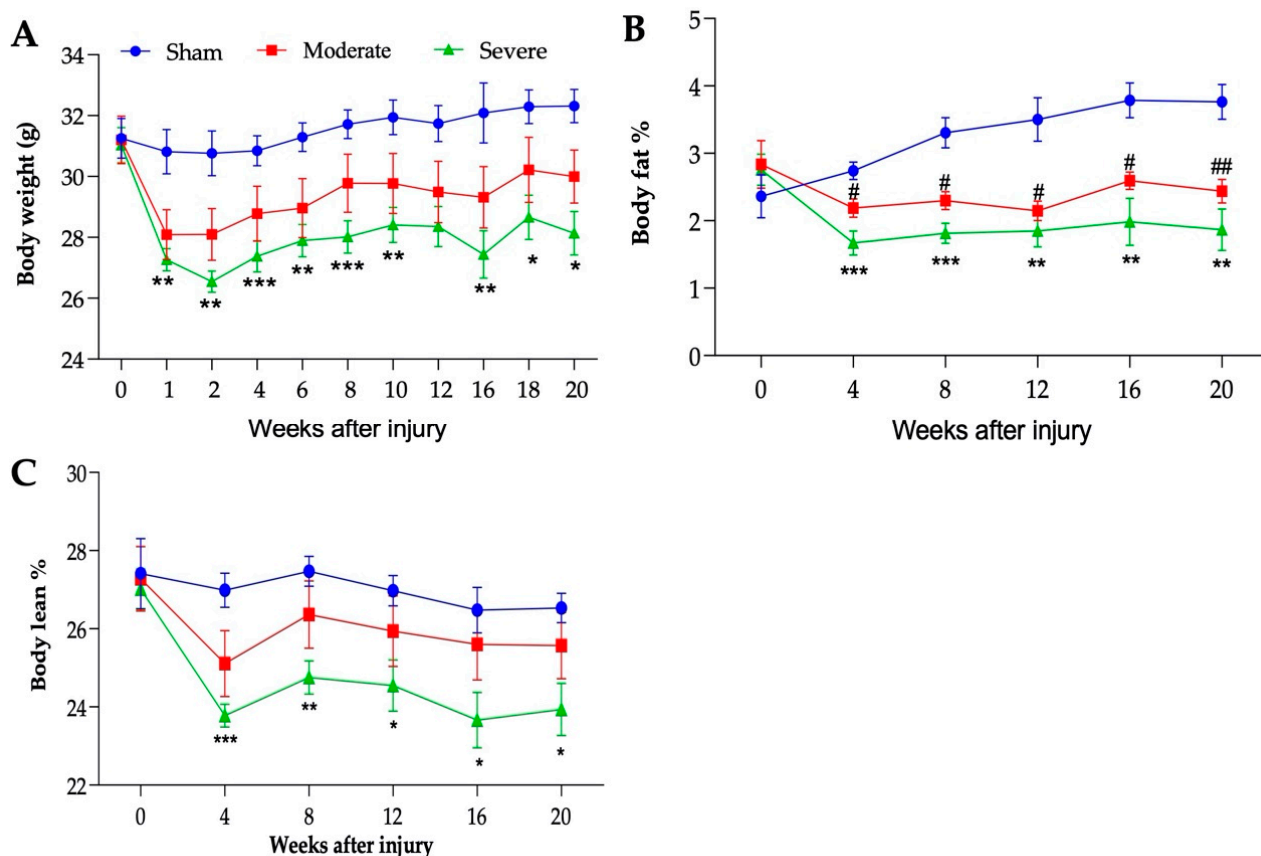 A
Sham Moderate Severe
Body weight (g)
34
32
30
28
26
24
** ** *** ** *** ** ** * *
0 1 2 4 6 8 10 12 16 18 20
Weeks after injury
B
Body fat %
5
4
3
2
1
0
# # # # ##
*** *** ** ** **
0 4 8 12 16 20
Weeks after injury
C
Body lean %
30
28
26
24
22
*** ** * * *
0 4 8 12 16 20
Weeks after injury